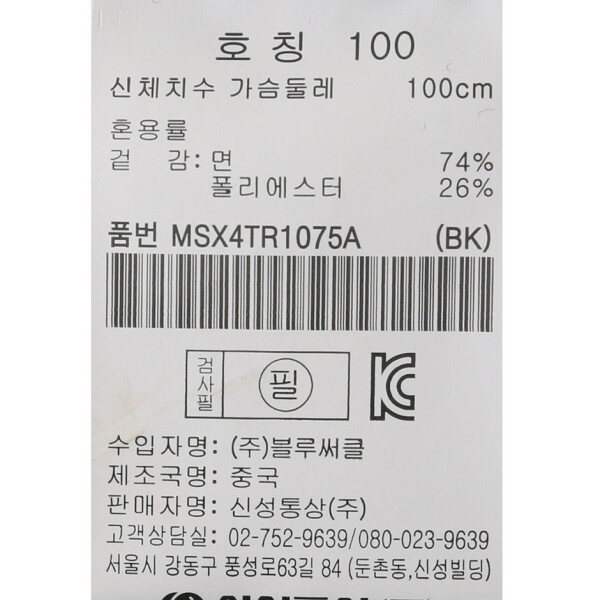 호 칭 100
신체치수 가슴둘레 100cm
혼용률
겉 감: 면 74%
폴리에스터 26%
품번 MSX4TR1075A (BK)
검사필 필
수입자명: (주)블루써클
제조국명: 중국
판매자명: 신성통상(주)
고객상담실: 02-752-9639/080-023-9639
서울시 강동구 풍성로63길 84 (둔촌동,신성빌딩)